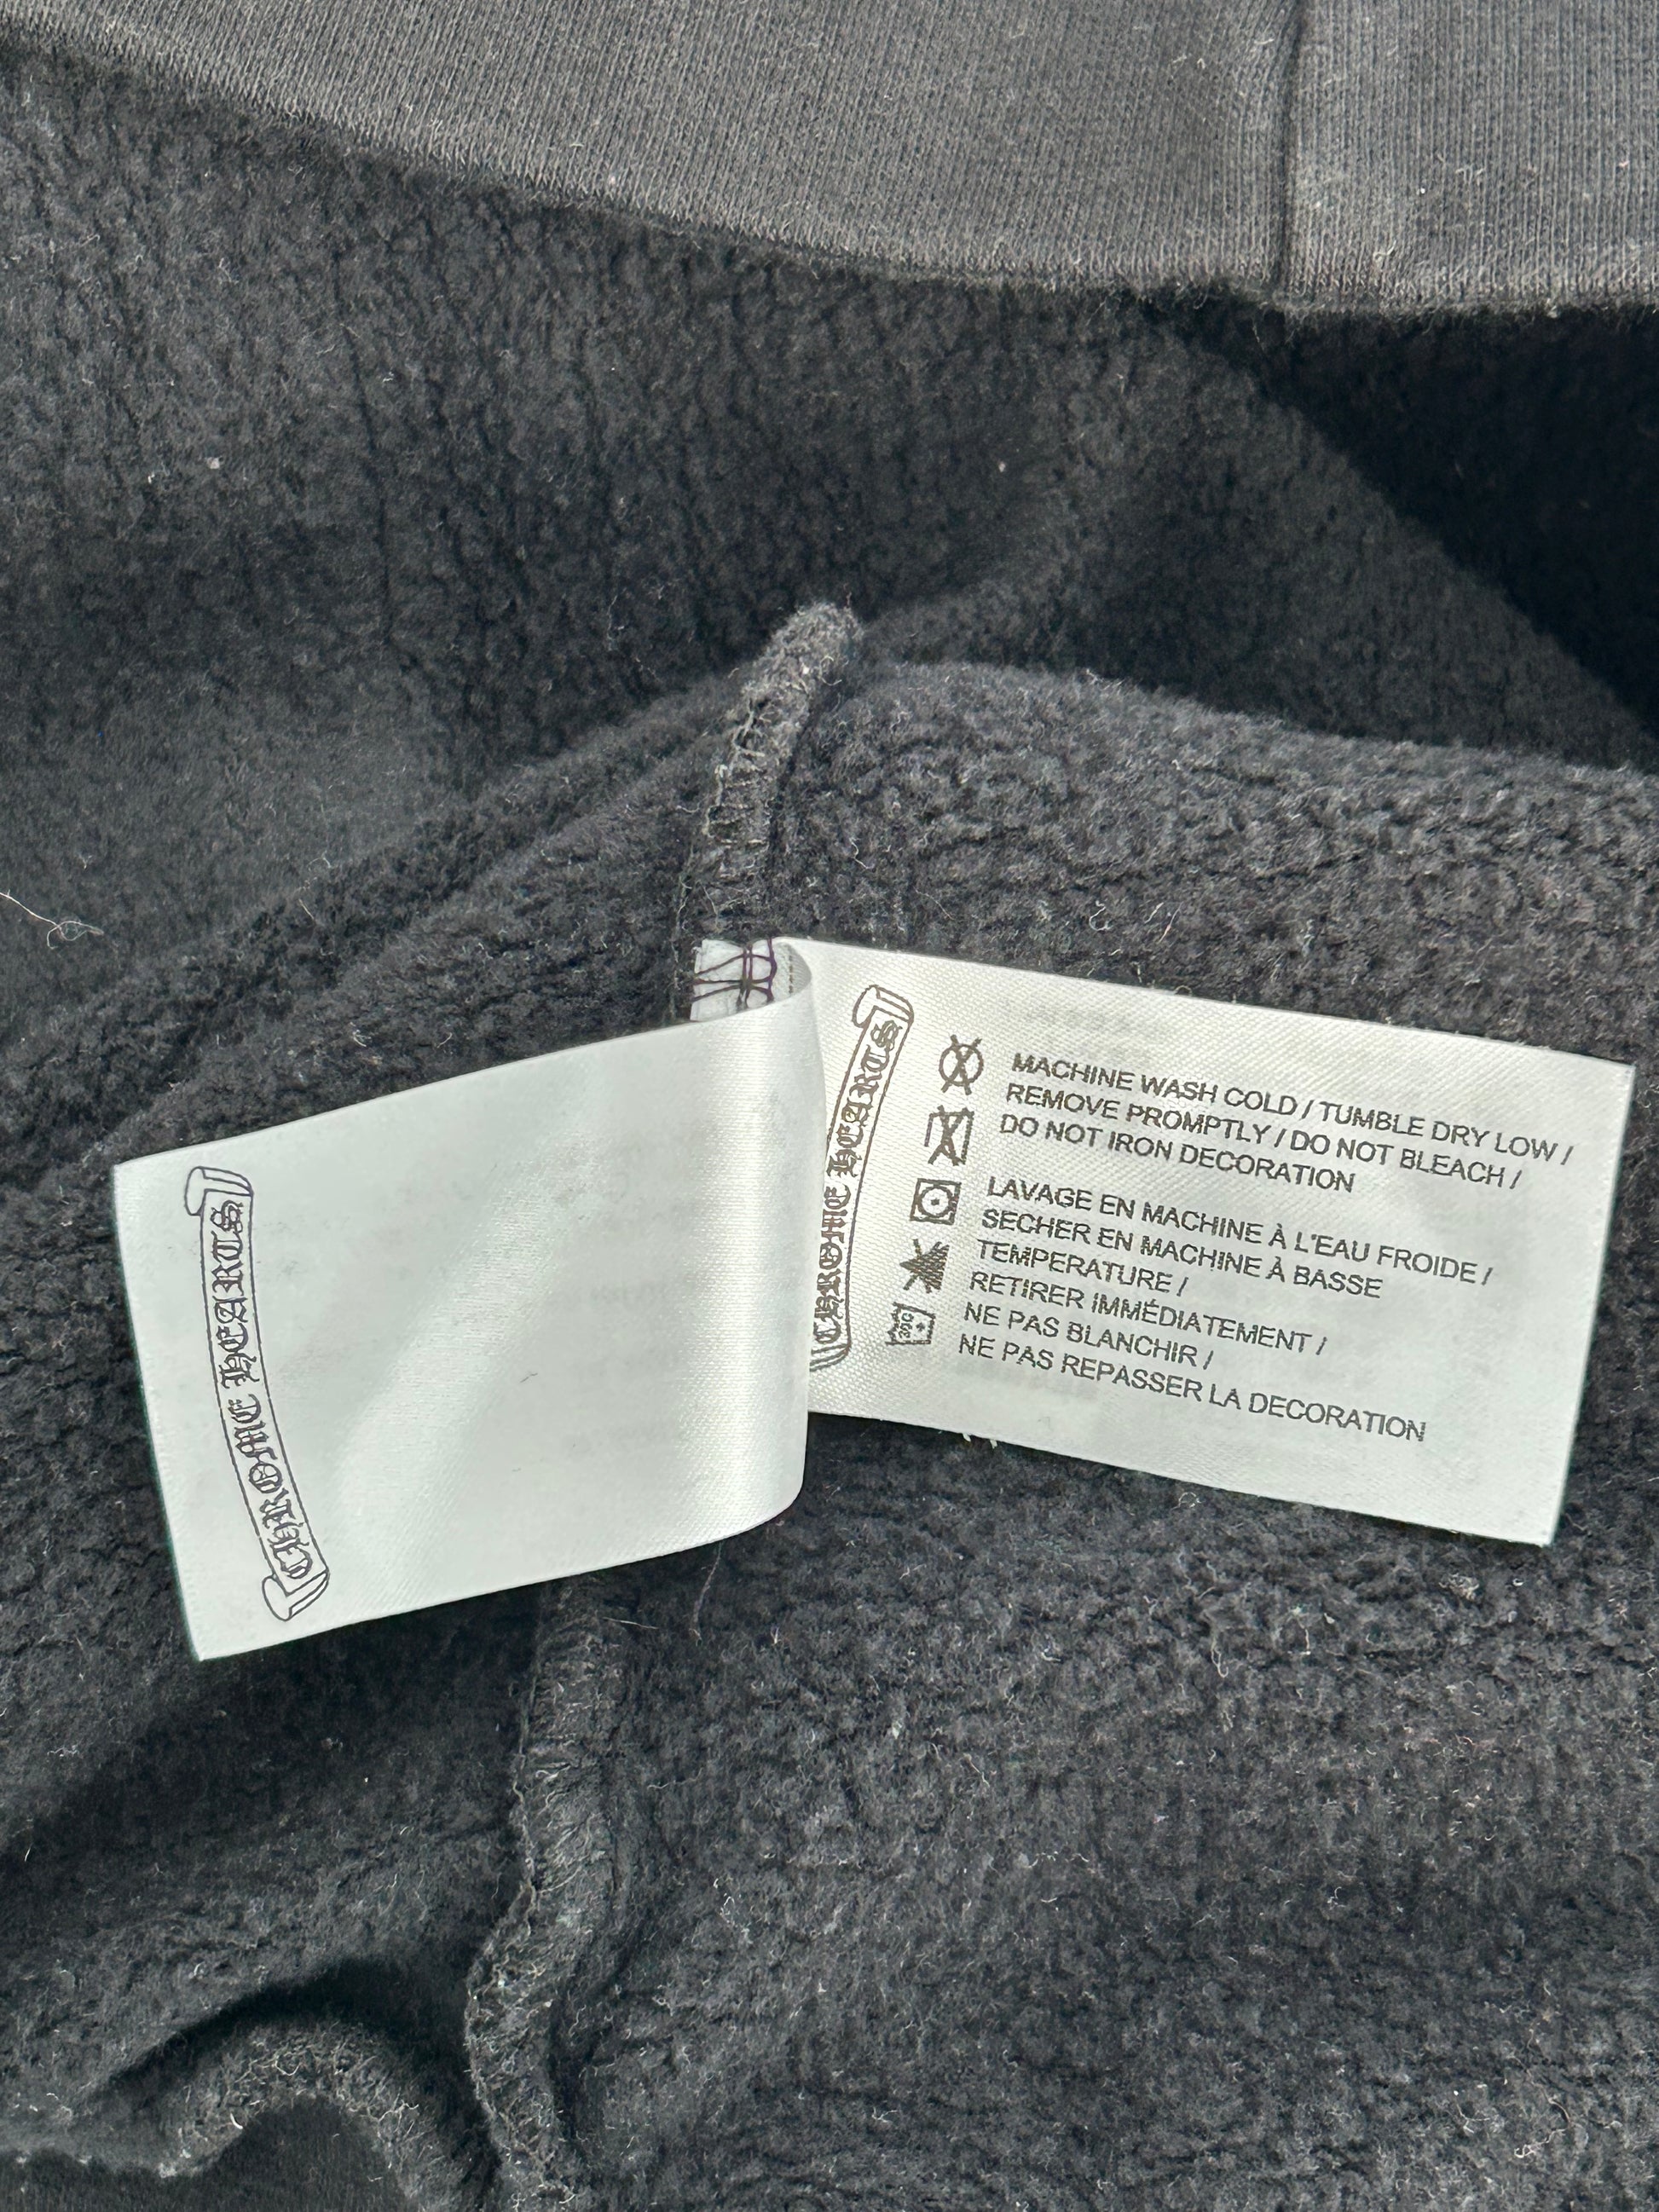 CHROME HEARTS
CHROME HEARTS
MACHINE WASH COLD / TUMBLE DRY LOW /
REMOVE PROMPTLY / DO NOT BLEACH /
DO NOT IRON DECORATION
LAVAGE EN MACHINE À L'EAU FROIDE /
SECHER EN MACHINE À BASSE
TEMPERATURE /
RETIRER IMMÉDIATEMENT /
NE PAS BLANCHIR /
NE PAS REPASSER LA DECORATION